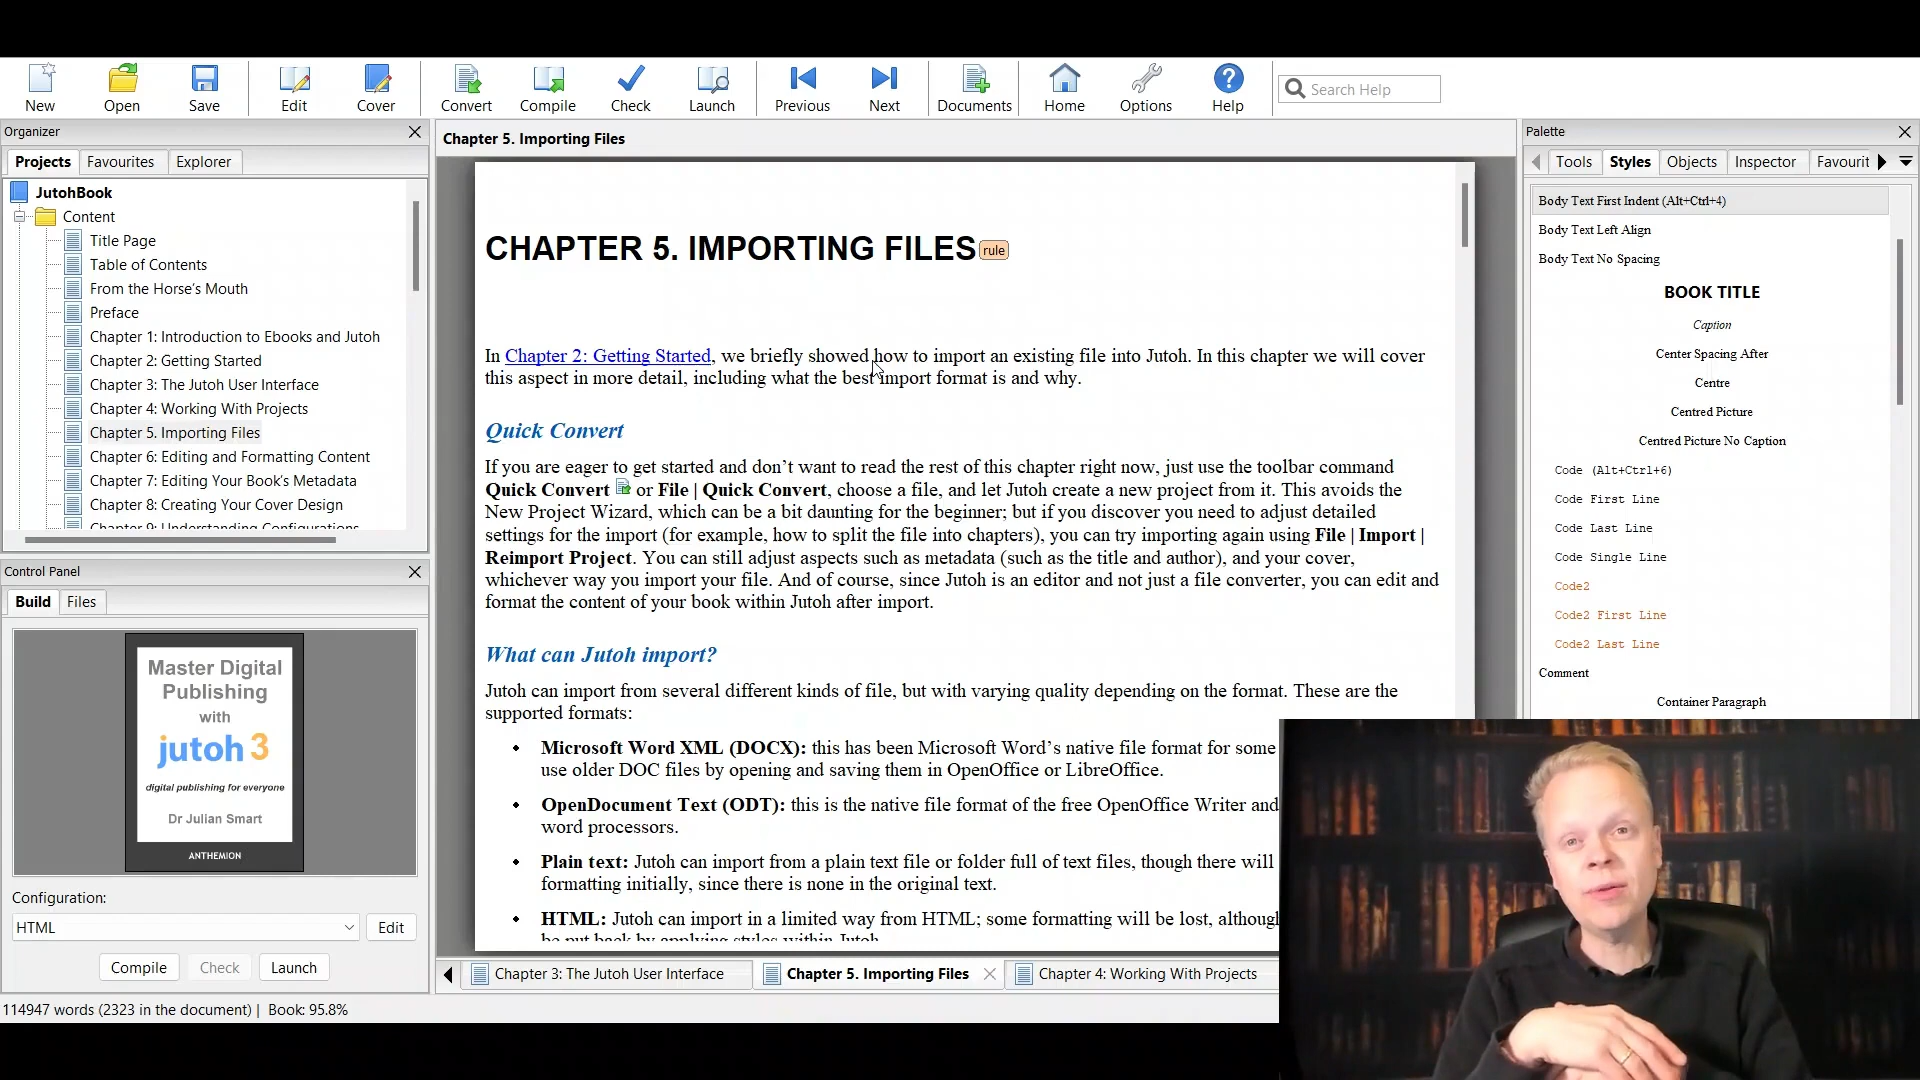 New Open Save Edit Cover Convert Compile Check Launch Previous Next Documents Home Options Help Search Help
Organizer
Projects Favourites Explorer
JutohBook
Content
Title Page
Table of Contents
From the Horse's Mouth
Preface
Chapter 1: Introduction to Ebooks and Jutoh
Chapter 2: Getting Started
Chapter 3: The Jutoh User Interface
Chapter 4: Working With Projects
Chapter 5. Importing Files
Chapter 6: Editing and Formatting Content
Chapter 7: Editing Your Book's Metadata
Chapter 8: Creating Your Cover Design
Chapter 9: Understanding Configurations
Control Panel
Build Files
Master Digital
Publishing
with
jutoh 3
digital publishing for everyone
Dr Julian Smart
ANTHEMION
Configuration:
HTML Edit
Compile Check Launch
114947 words (2323 in the document) | Book: 95.8%
Chapter 5. Importing Files
CHAPTER 5. IMPORTING FILES rule
In Chapter 2: Getting Started, we briefly showed how to import an existing file into Jutoh. In this chapter we will cover
this aspect in more detail, including what the best import format is and why.
Quick Convert
If you are eager to get started and don't want to read the rest of this chapter right now, just use the toolbar command
Quick Convert or File | Quick Convert, choose a file, and let Jutoh create a new project from it. This avoids the
New Project Wizard, which can be a bit daunting for the beginner; but if you discover you need to adjust detailed
settings for the import (for example, how to split the file into chapters), you can try importing again using File | Import |
Reimport Project. You can still adjust aspects such as metadata (such as the title and author), and your cover,
whichever way you import your file. And of course, since Jutoh is an editor and not just a file converter, you can edit and
format the content of your book within Jutoh after import.
What can Jutoh import?
Jutoh can import from several different kinds of file, but with varying quality depending on the format. These are the
supported formats:
• Microsoft Word XML (DOCX): this has been Microsoft Word's native file format for some
use older DOC files by opening and saving them in OpenOffice or LibreOffice.
• OpenDocument Text (ODT): this is the native file format of the free OpenOffice Writer and
word processors.
• Plain text: Jutoh can import from a plain text file or folder full of text files, though there will
formatting initially, since there is none in the original text.
• HTML: Jutoh can import in a limited way from HTML; some formatting will be lost, although
be put back by applying styles within Jutoh.
Chapter 3: The Jutoh User Interface Chapter 5. Importing Files Chapter 4: Working With Projects
Palette
Tools Styles Objects Inspector Favourit
Body Text First Indent (Alt+Ctrl+4)
Body Text Left Align
Body Text No Spacing
BOOK TITLE
Caption
Center Spacing After
Centre
Centred Picture
Centred Picture No Caption
Code (Alt+Ctrl+6)
Code First Line
Code Last Line
Code Single Line
Code2
Code2 First Line
Code2 Last Line
Comment
Container Paragraph